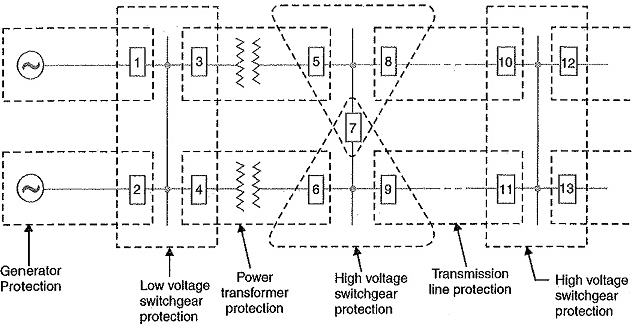 1
3
5
8
10
12
7
2
4
6
9
11
13
Generator
Protection
Low voltage
switchgear
protection
Power
transformer
protection
High voltage
switchgear
protection
Transmission
line protection
High voltage
switchgear
protection